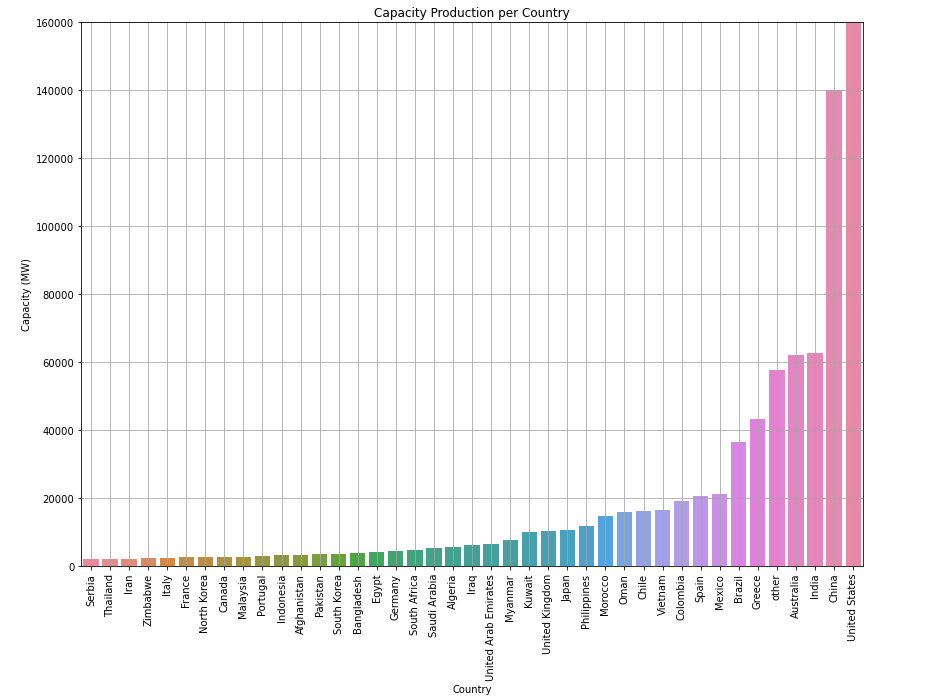 Capacity Production per Country
160000
140000
120000
100000
80000
60000
40000
20000
0
Capacity (MW)
Serbia
Thailand
Iran
Zimbabwe
Italy
France
North Korea
Canada
Malaysia
Portugal
Indonesia
Afghanistan
Pakistan
South Korea
Bangladesh
Egypt
Germany
South Africa
Saudi Arabia
Algeria
Iraq
United Arab Emirates
Myanmar
Kuwait
United Kingdom
Japan
Philippines
Morocco
Oman
Chile
Vietnam
Colombia
Spain
Mexico
Brazil
Greece
other
Australia
India
China
United States
Country